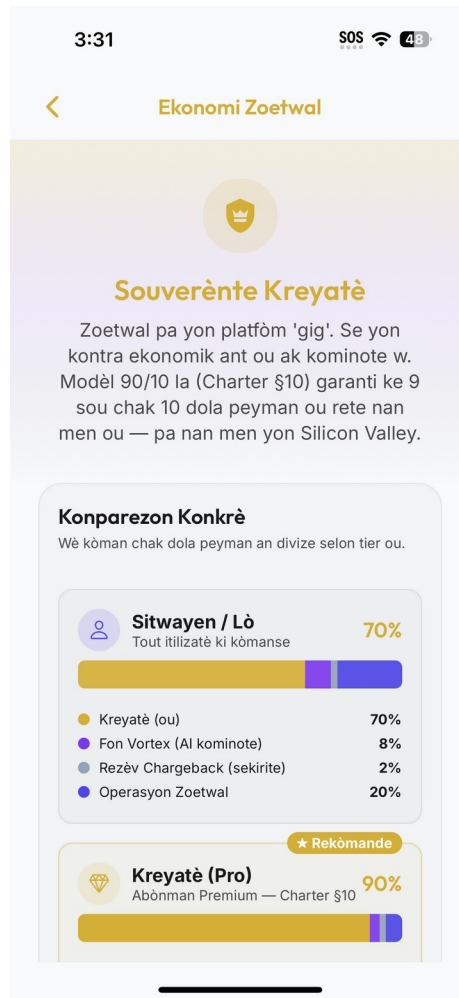 3:31
SOS
48
Ekonomi Zoetwal
Souverènte Kreyatè
Zoetwal pa yon platfòm 'gig'. Se yon
kontra ekonomik ant ou ak kominote w.
Modèl 90/10 la (Charter §10) garanti ke 9
sou chak 10 dola peyman ou rete nan
men ou — pa nan men yon Silicon Valley.
Konparezon Konkrè
Wè kòman chak dola peyman an divize selon tier ou.
Sitwayen / Lò
70%
Tout itilizatè ki kòmanse
Kreyatè (ou) 70%
Fon Vortex (AI kominote) 8%
Rezèv Chargeback (sekirite) 2%
Operasyon Zoetwal 20%
★ Rekòmande
Kreyatè (Pro)
90%
Abònman Premium — Charter §10